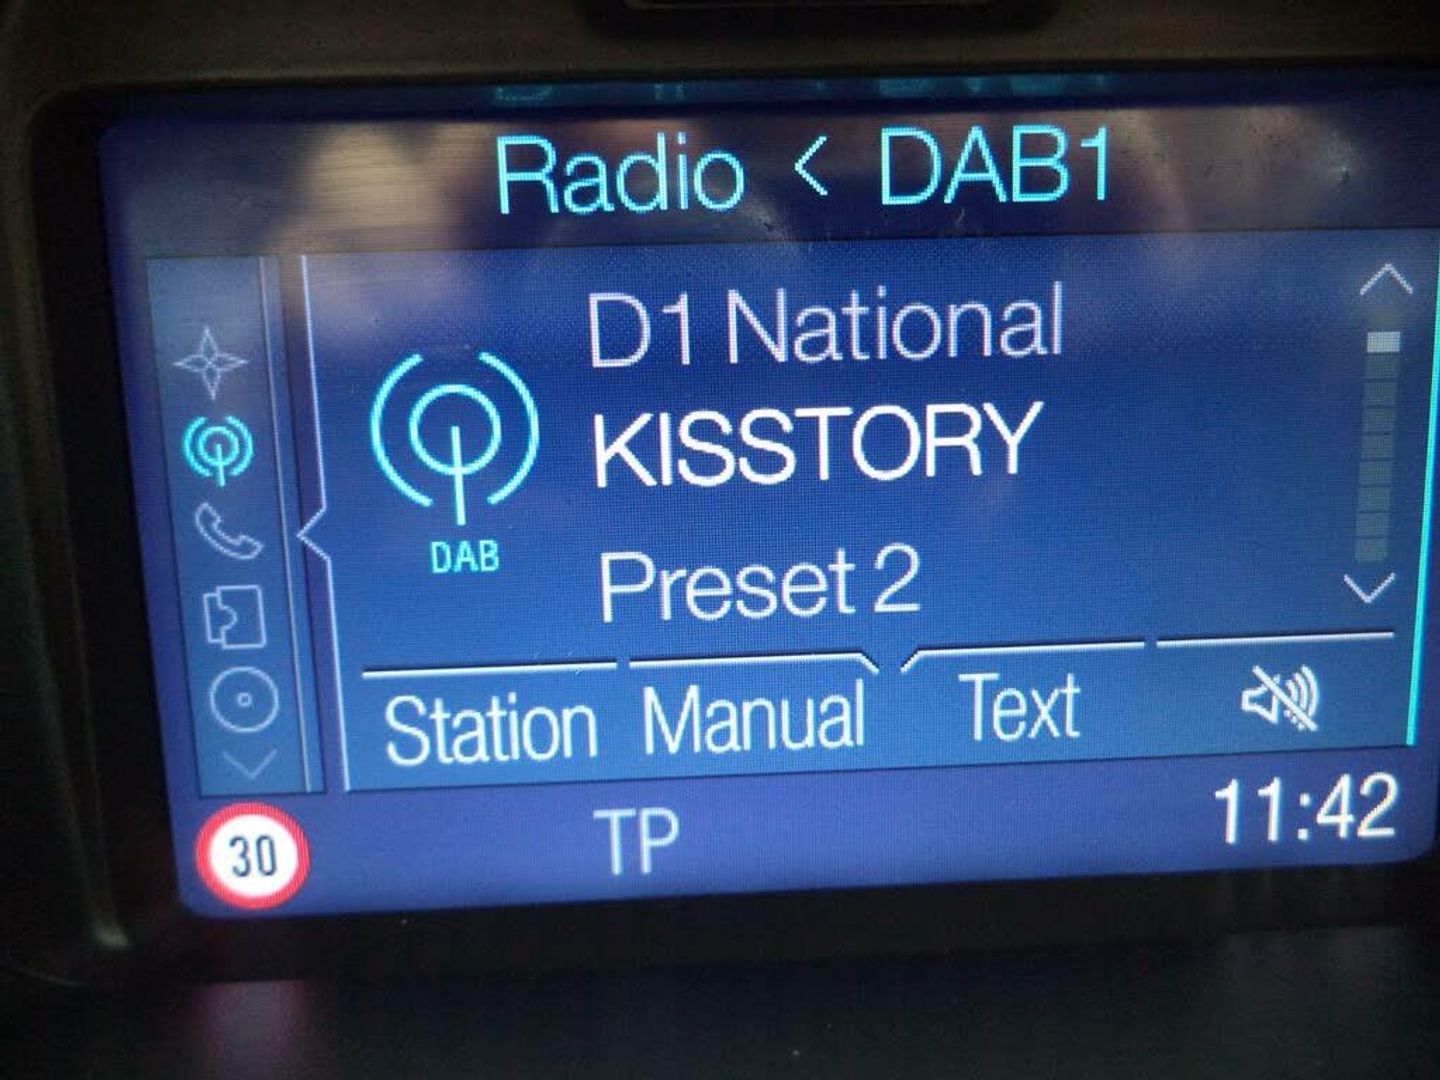 Radio < DAB1
D1 National
KISSTORY
DAB
Preset 2
Station Manual Text
30 TP 11:42